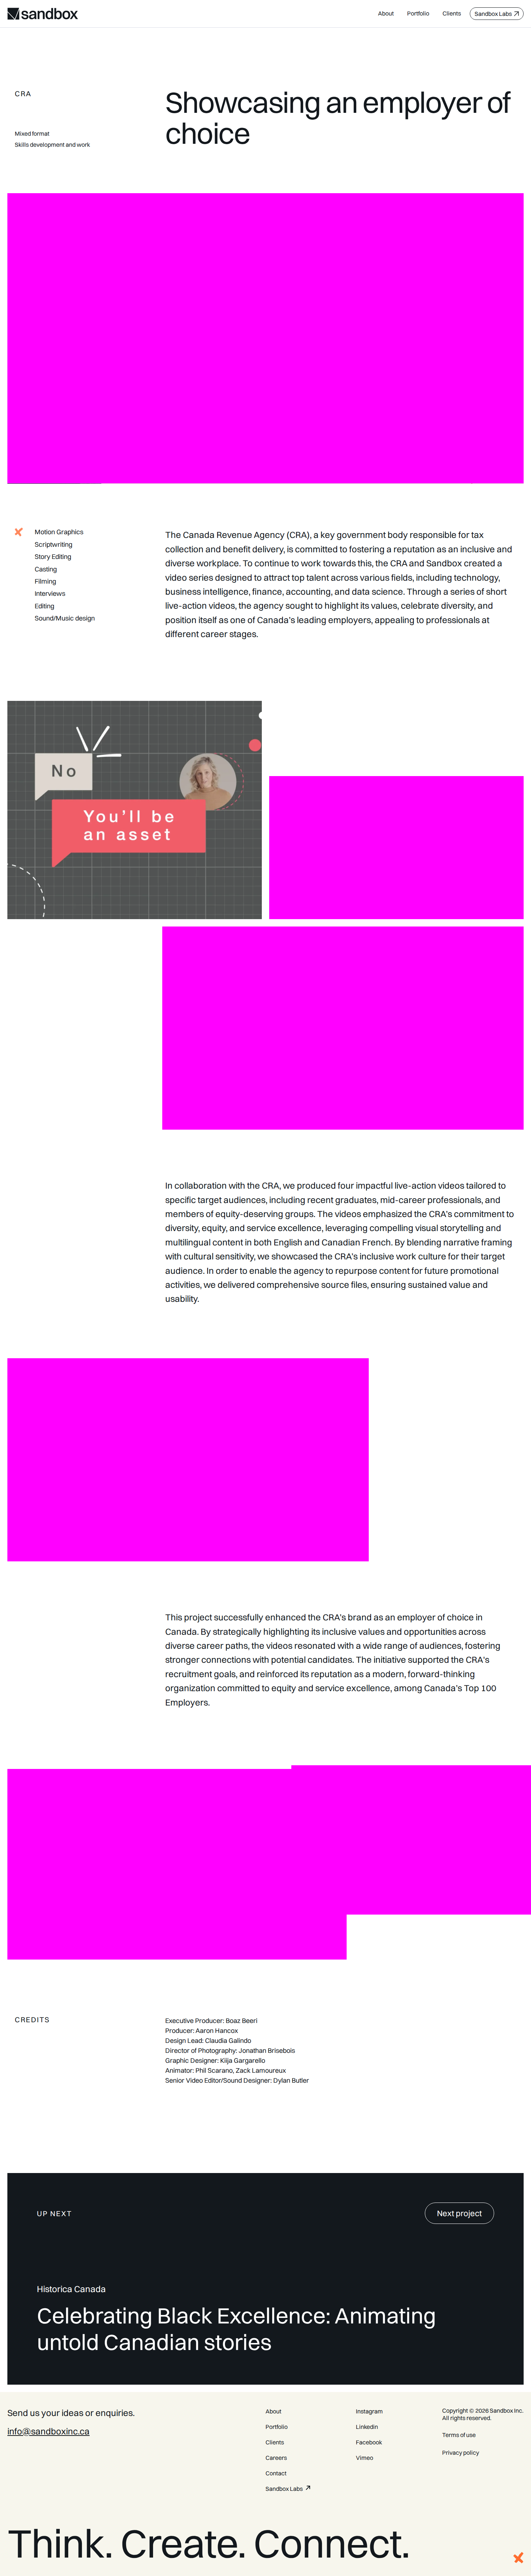 sandbox
About
Portfolio
Clients
Sandbox Labs
CRA
Mixed format
Skills development and work
Showcasing an employer of
choice
Motion Graphics
Scriptwriting
Story Editing
Casting
Filming
Interviews
Editing
Sound/Music design
The Canada Revenue Agency (CRA), a key government body responsible for tax
collection and benefit delivery, is committed to fostering a reputation as an inclusive and
diverse workplace. To continue to work towards this, the CRA and Sandbox created a
video series designed to attract top talent across various fields, including technology,
business intelligence, finance, accounting, and data science. Through a series of short
live-action videos, the agency sought to highlight its values, celebrate diversity, and
position itself as one of Canada's leading employers, appealing to professionals at
different career stages.
No
You'll be
an asset
In collaboration with the CRA, we produced four impactful live-action videos tailored to
specific target audiences, including recent graduates, mid-career professionals, and
members of equity-deserving groups. The videos emphasized the CRA's commitment to
diversity, equity, and service excellence, leveraging compelling visual storytelling and
multilingual content in both English and Canadian French. By blending narrative framing
with cultural sensitivity, we showcased the CRA's inclusive work culture for their target
audience. In order to enable the agency to repurpose content for future promotional
activities, we delivered comprehensive source files, ensuring sustained value and
usability.
This project successfully enhanced the CRA's brand as an employer of choice in
Canada. By strategically highlighting its inclusive values and opportunities across
diverse career paths, the videos resonated with a wide range of audiences, fostering
stronger connections with potential candidates. The initiative supported the CRA's
recruitment goals, and reinforced its reputation as a modern, forward-thinking
organization committed to equity and service excellence, among Canada's Top 100
Employers.
CREDITS
Executive Producer: Boaz Beeri
Producer: Aaron Hancox
Design Lead: Claudia Galindo
Director of Photography: Jonathan Brisebois
Graphic Designer: Kiija Gargarello
Animator: Phil Scarano, Zack Lamoureux
Senior Video Editor/Sound Designer: Dylan Butler
UP NEXT
Next project
Historica Canada
Celebrating Black Excellence: Animating
untold Canadian stories
Send us your ideas or enquiries.
info@sandboxinc.ca
About
Portfolio
Clients
Careers
Contact
Sandbox Labs
Instagram
Linkedin
Facebook
Vimeo
Copyright © 2026 Sandbox Inc.
All rights reserved.
Terms of use
Privacy policy
Think. Create. Connect.